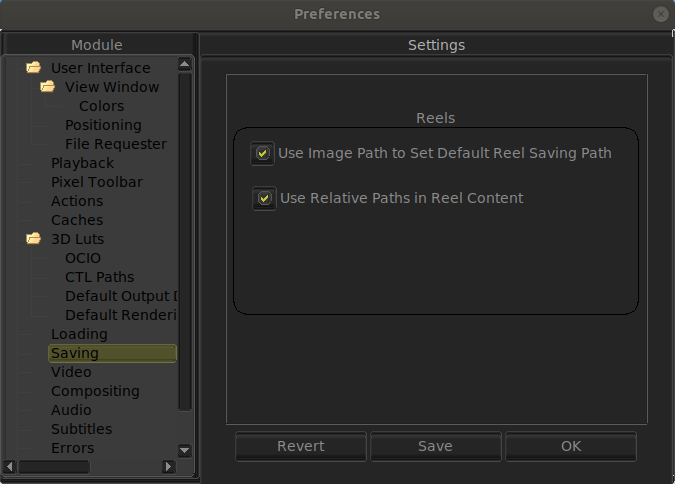 Preferences
Module
Settings
User Interface
View Window
Colors
Positioning
File Requester
Playback
Pixel Toolbar
Actions
Caches
3D Luts
OCIO
CTL Paths
Default Output D
Default Renderi
Loading
Saving
Video
Compositing
Audio
Subtitles
Errors
Reels
Use Image Path to Set Default Reel Saving Path
Use Relative Paths in Reel Content
Revert
Save
OK